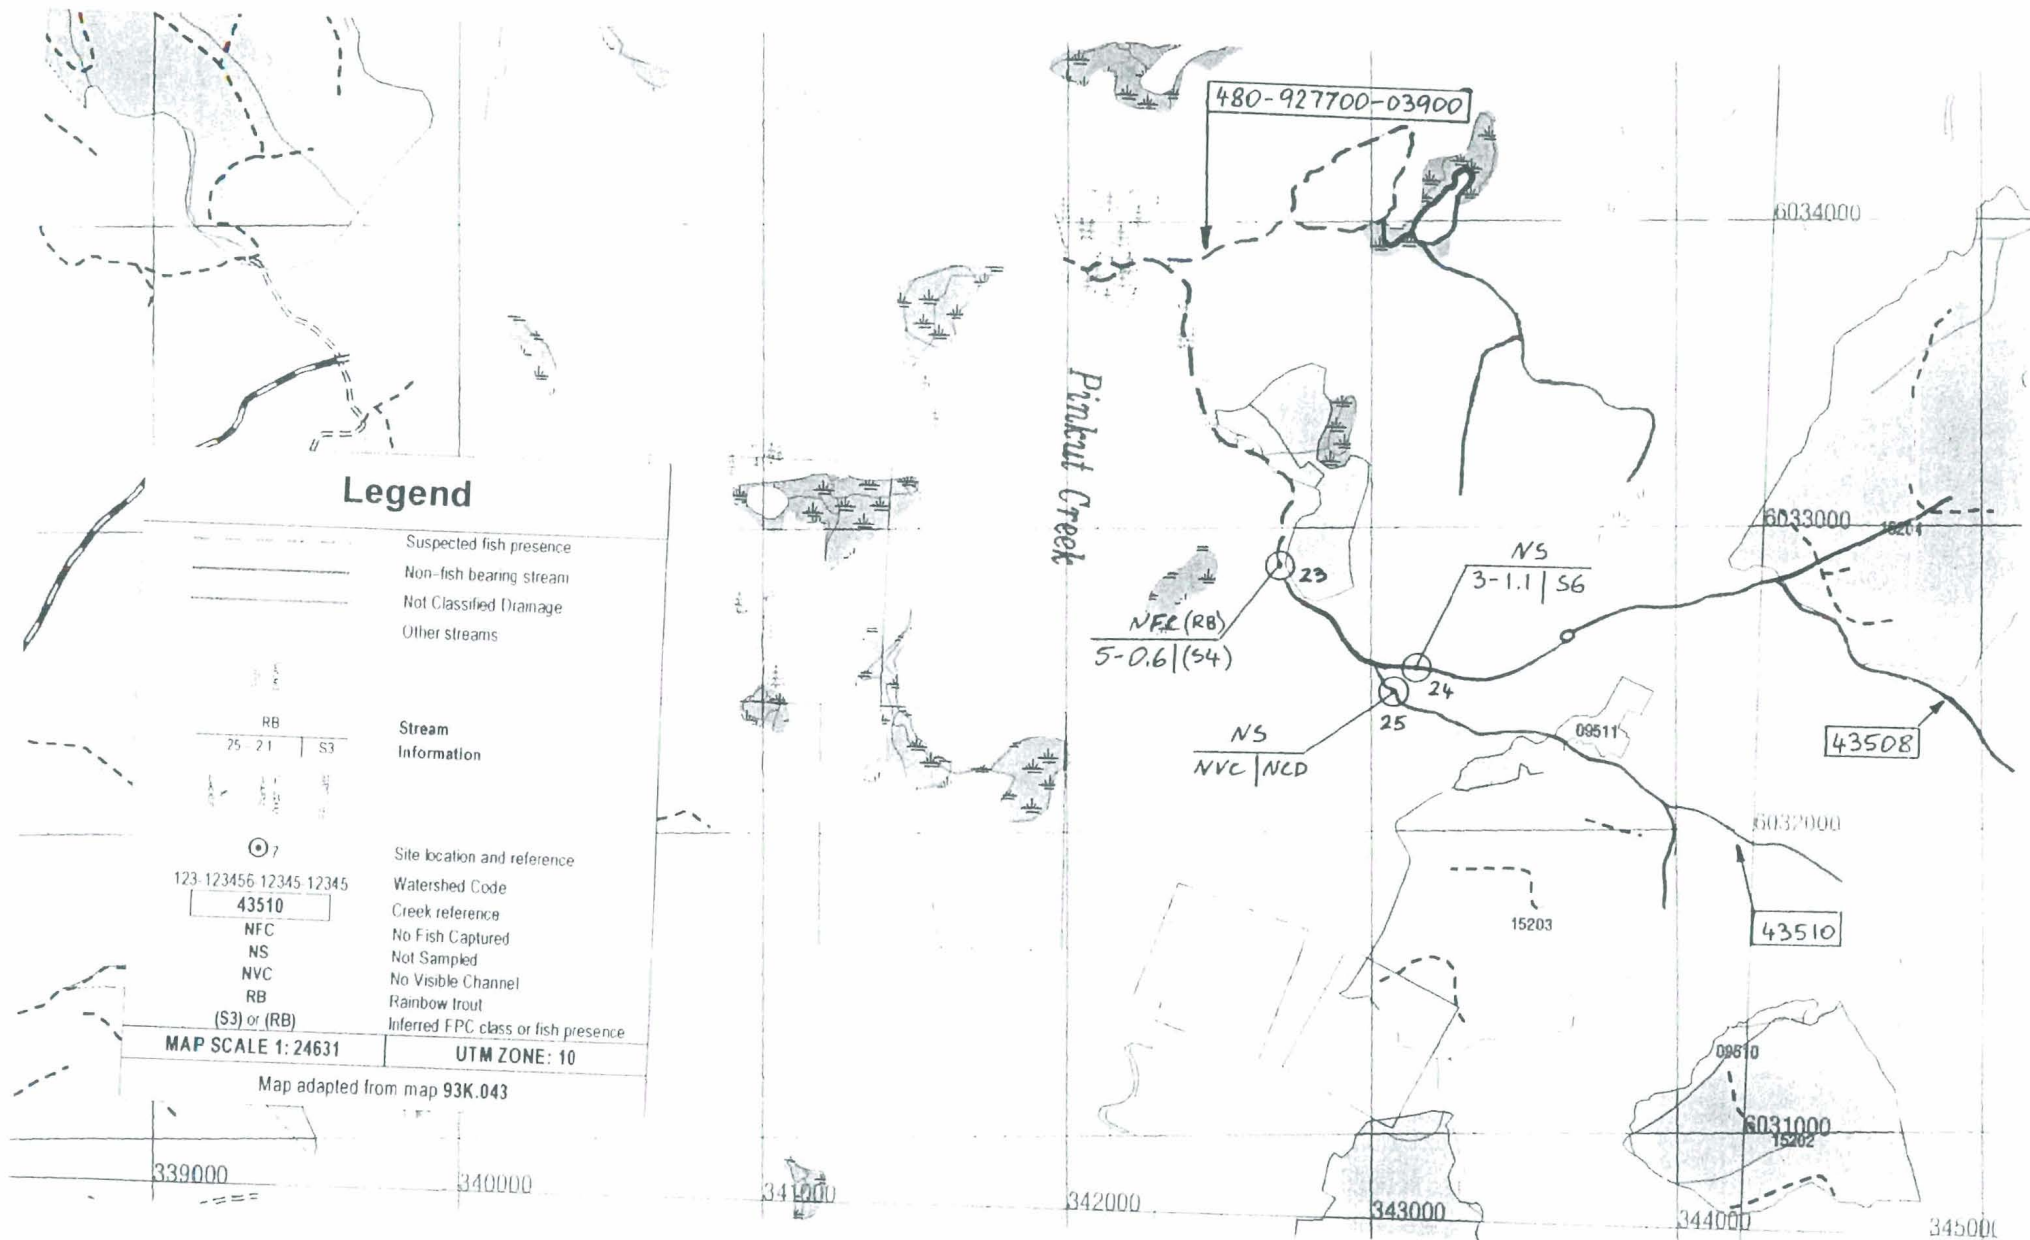 480-927700-03900
6034000
Pinkut Creek
6033000
15204
23
NS
3-1.1 | S6
NFC (RB)
5-0.6 | (S4)
24
25
NS
NVC | NCD
09511
43508
6032000
43510
15203
09610
6031000
15202
339000
340000
341000
342000
343000
344000
345000
Legend
Suspected fish presence
Non-fish bearing stream
Not Classified Drainage
Other streams
RB
25 - 2.1 | S3
Stream
Information
7
Site location and reference
123-123456-12345-12345 Watershed Code
43510 Creek reference
NFC No Fish Captured
NS Not Sampled
NVC No Visible Channel
RB Rainbow trout
(S3) or (RB) Inferred FPC class or fish presence
MAP SCALE 1: 24631 UTM ZONE: 10
Map adapted from map 93K.043